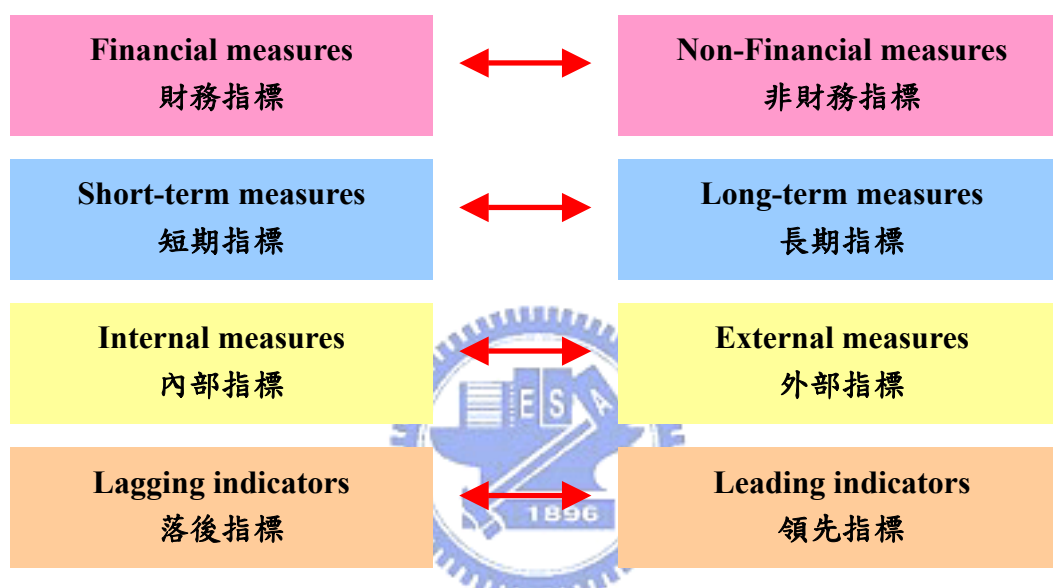 Financial measures
財務指標
Non-Financial measures
非財務指標
Short-term measures
短期指標
Long-term measures
長期指標
Internal measures
內部指標
External measures
外部指標
ESA
Lagging indicators
落後指標
Leading indicators
領先指標
1896